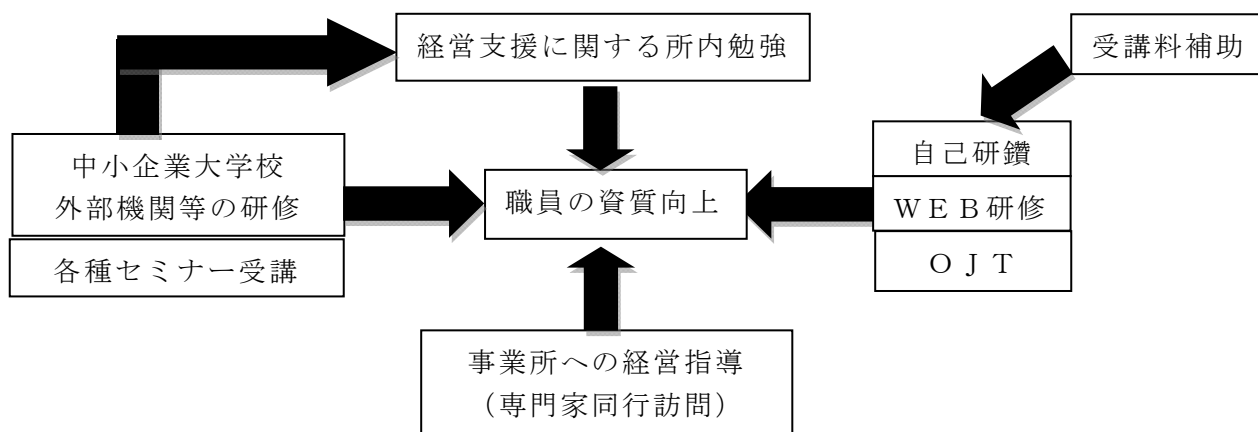 経営支援に関する所内勉強
受講料補助
中小企業大学校
外部機関等の研修
各種セミナー受講
職員の資質向上
自己研鑽
ＷＥＢ研修
ＯＪＴ
事業所への経営指導
（専門家同行訪問）